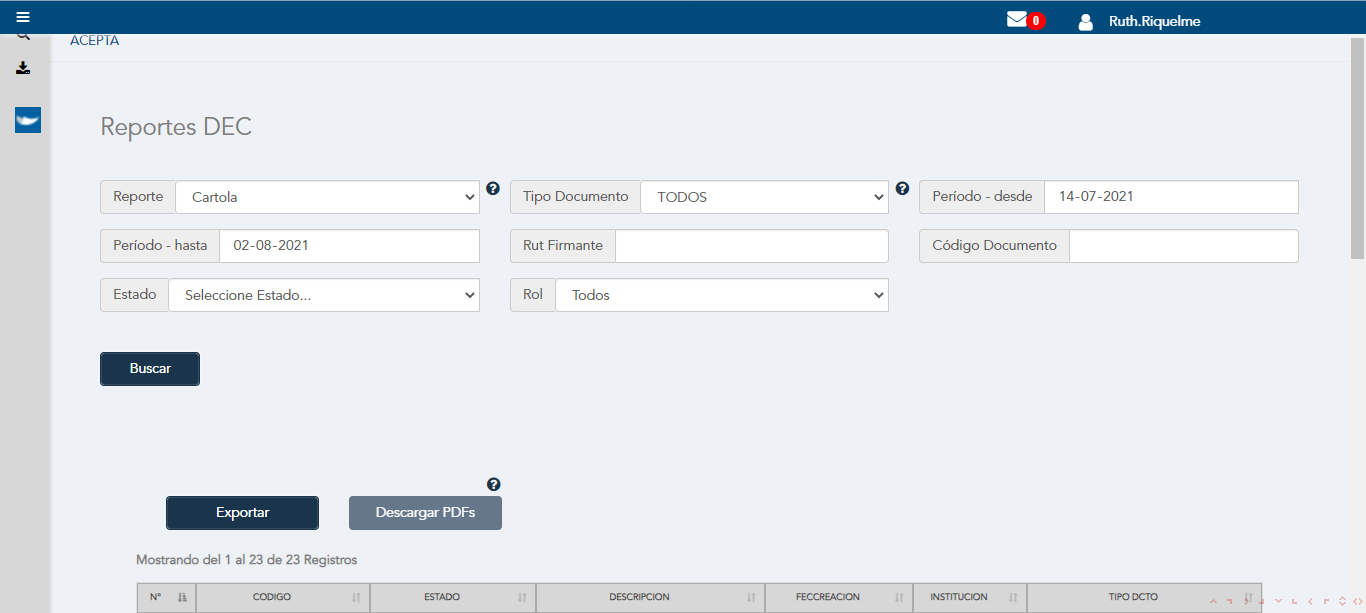 0 Ruth.Riquelme
ACEPTA
Reportes DEC
Reporte Cartola Tipo Documento TODOS Período - desde 14-07-2021
Período - hasta 02-08-2021 Rut Firmante Código Documento
Estado Seleccione Estado... Rol Todos
Buscar
Exportar Descargar PDFs
Mostrando del 1 al 23 de 23 Registros
N° CODIGO ESTADO DESCRIPCION FECCREACION INSTITUCION TIPO DCTO